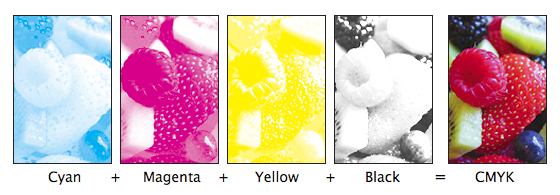 Cyan + Magenta + Yellow + Black = CMYK